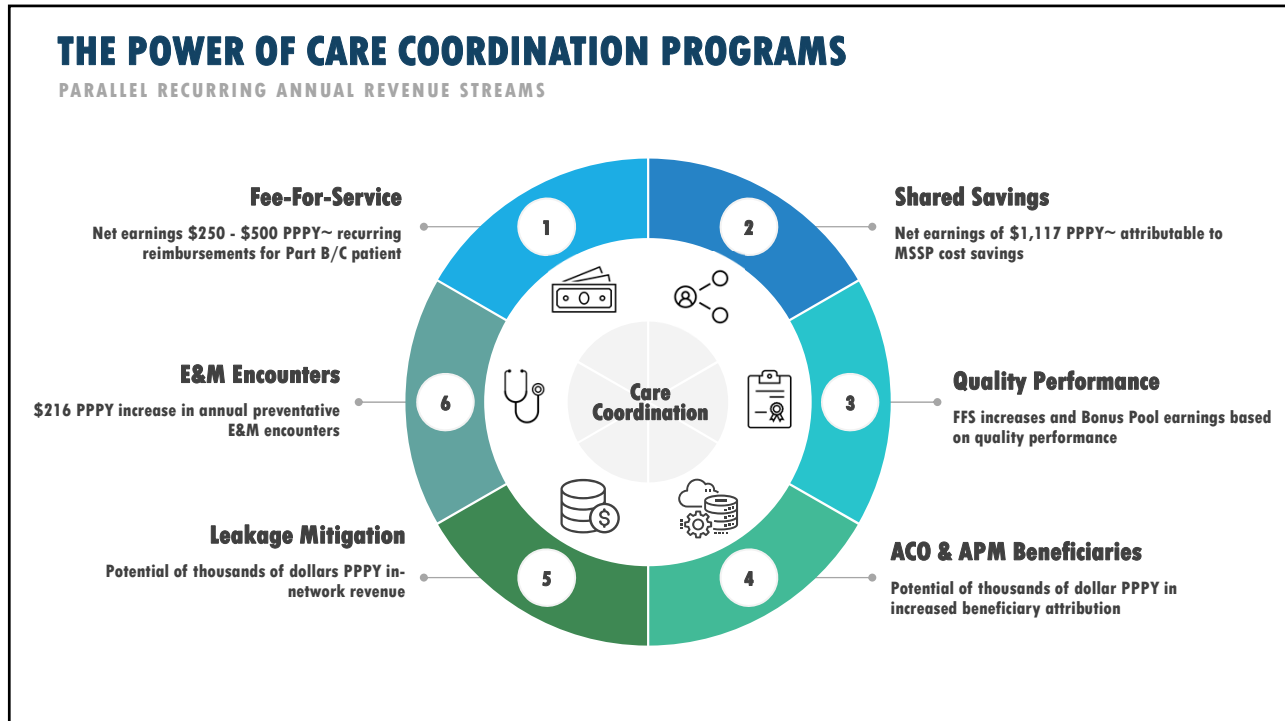 THE POWER OF CARE COORDINATION PROGRAMS
PARALLEL RECURRING ANNUAL REVENUE STREAMS
Fee-For-Service
Net earnings $250 - $500 PPPY~ recurring
reimbursements for Part B/C patient
1
2
Shared Savings
Net earnings of $1,117 PPPY~ attributable to
MSSP cost savings
E&M Encounters
$216 PPPY increase in annual preventative
E&M encounters
6
Care
Coordination
3
Quality Performance
FFS increases and Bonus Pool earnings based
on quality performance
Leakage Mitigation
Potential of thousands of dollars PPPY in-
network revenue
5
$
4
ACO & APM Beneficiaries
Potential of thousands of dollar PPPY in
increased beneficiary attribution